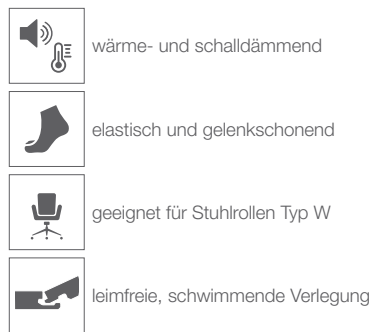 wärme- und schalldämmend
elastisch und gelenkschonend
geeignet für Stuhlrollen Typ W
leimfreie, schwimmende Verlegung